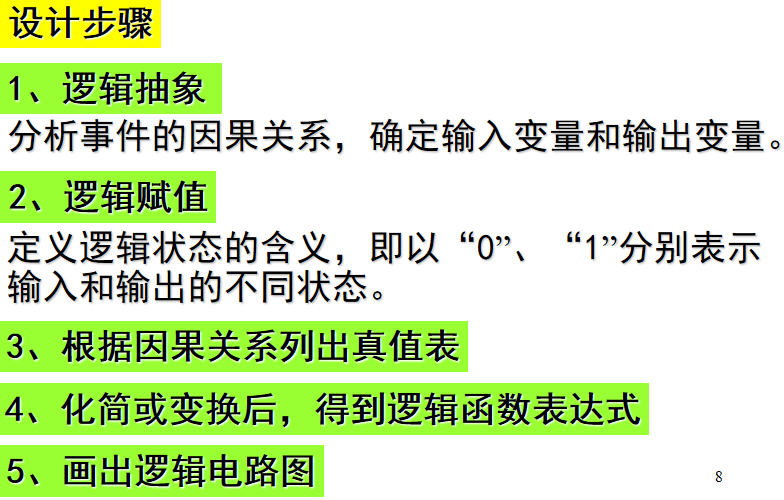 设计步骤
1、逻辑抽象
分析事件的因果关系，确定输入变量和输出变量。
2、逻辑赋值
定义逻辑状态的含义，即以“0”、“1”分别表示
输入和输出的不同状态。
3、根据因果关系列出真值表
4、化简或变换后，得到逻辑函数表达式
5、画出逻辑电路图
8